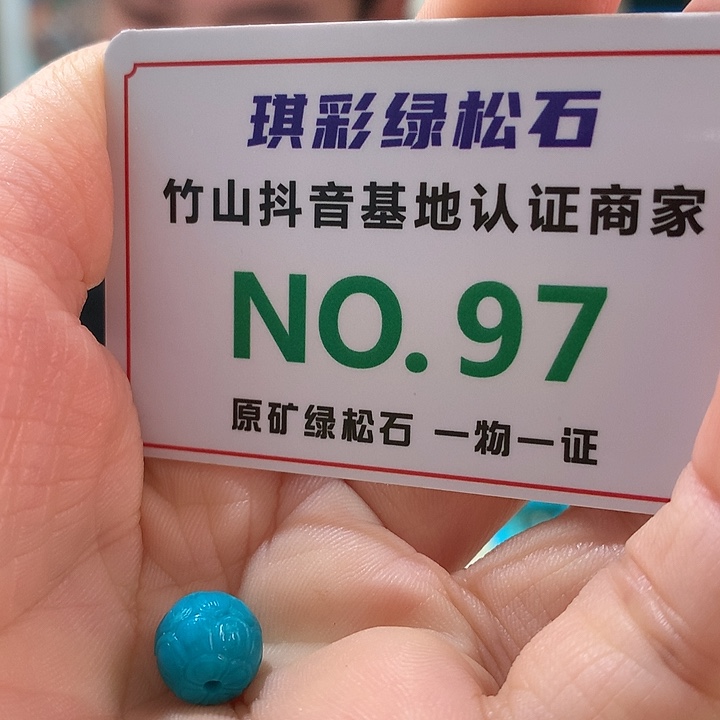 琪彩绿松石
竹山抖音基地认证商家
NO.97
原矿绿松石 一物一证